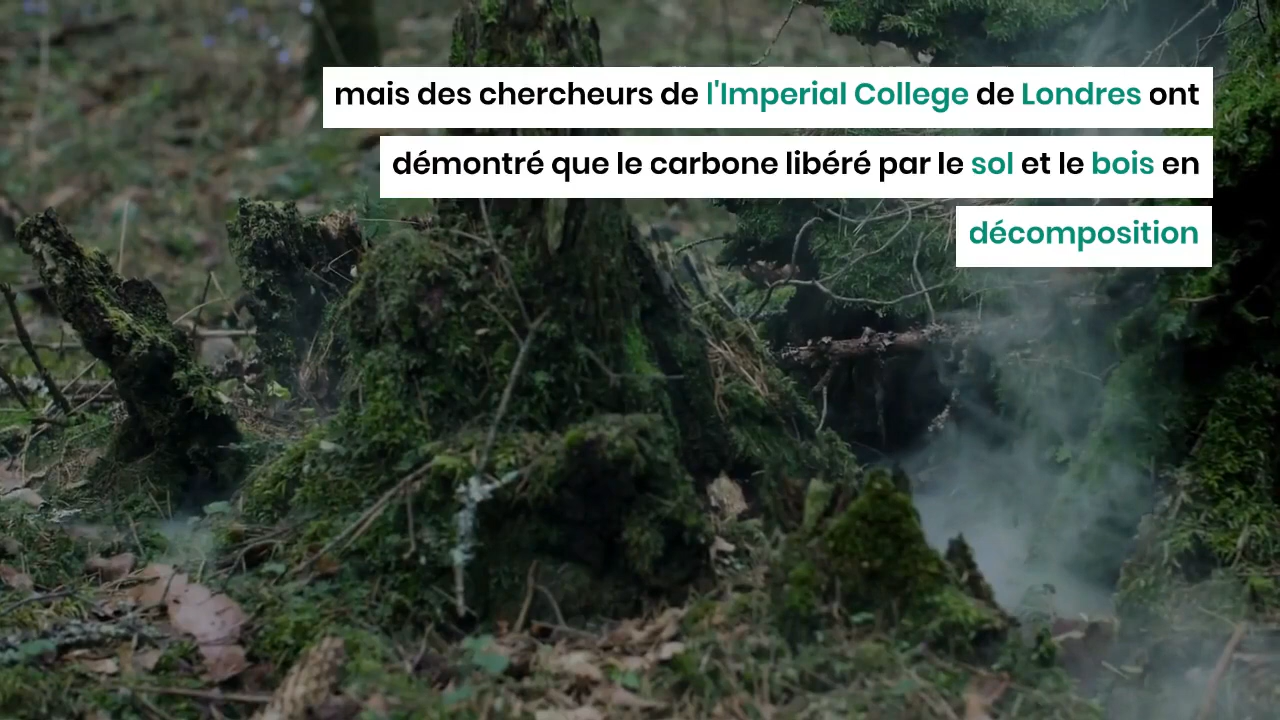 mais des chercheurs de l'Imperial College de Londres ont
démontré que le carbone libéré par le sol et le bois en
décomposition